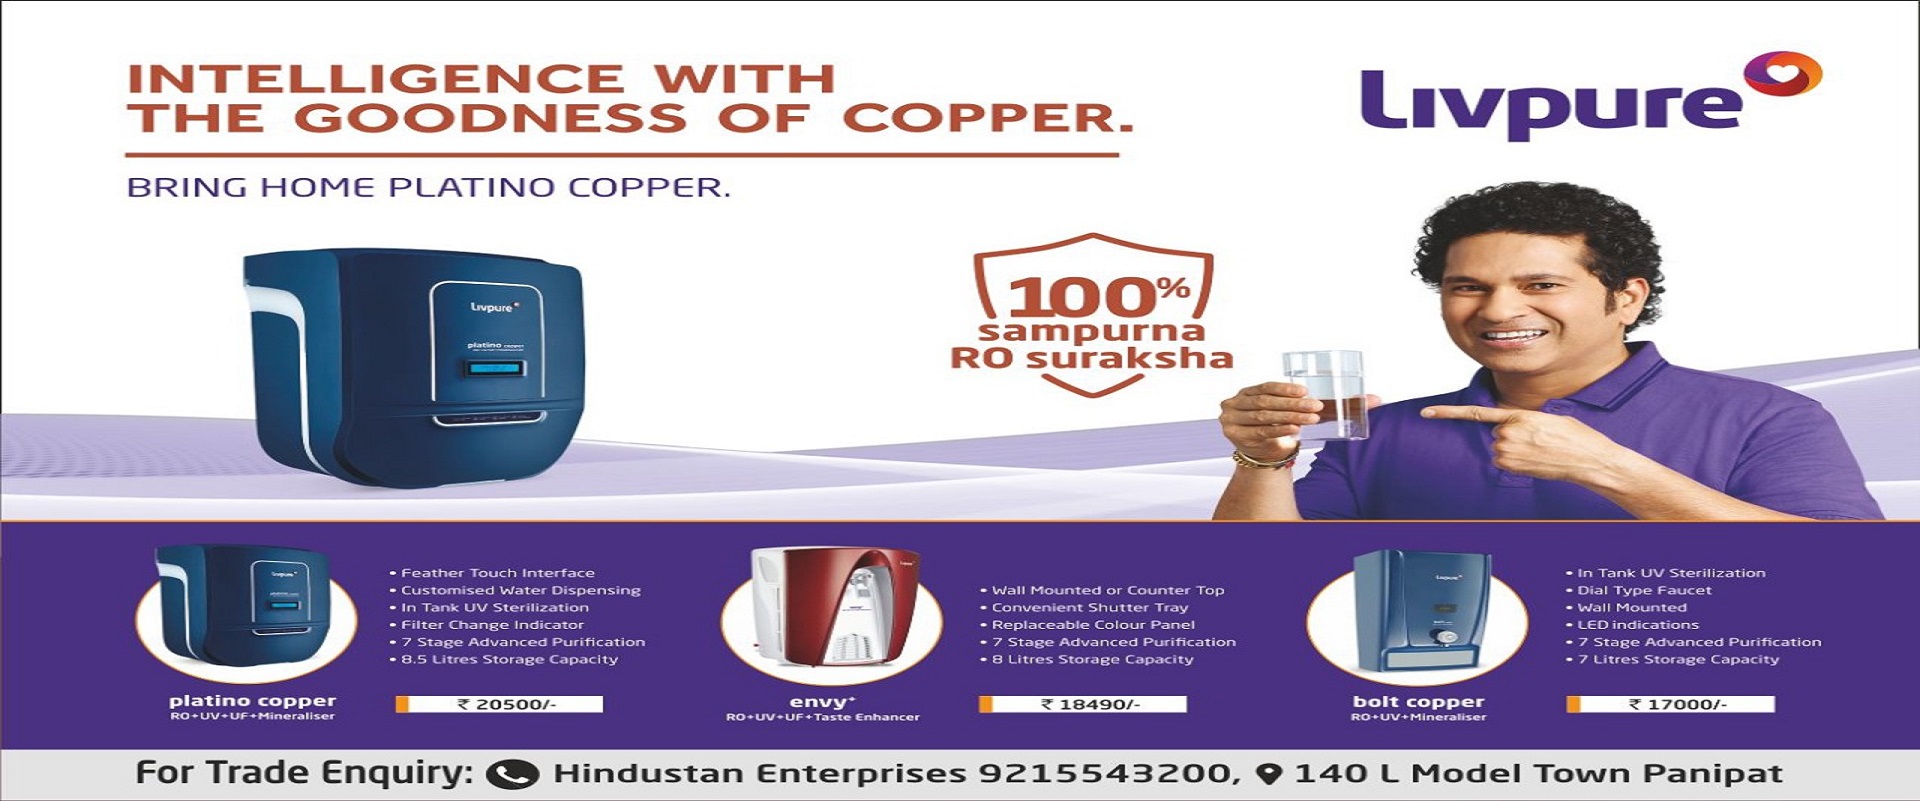 INTELLIGENCE WITH
THE GOODNESS OF COPPER.
BRING HOME PLATINO COPPER.
Livpure
Livpure
platino copper
100%
sampurna
RO suraksha
Livpure
• Feather Touch Interface
• Customised Water Dispensing
• In Tank UV Sterilization
• Filter Change Indicator
• 7 Stage Advanced Purification
• 8.5 Litres Storage Capacity
platino copper
RO+UV+UF+Mineraliser
₹ 20500/-
• Wall Mounted or Counter Top
• Convenient Shutter Tray
• Replaceable Colour Panel
• 7 Stage Advanced Purification
• 8 Litres Storage Capacity
envy+
RO+UV+UF+Taste Enhancer
₹ 18490/-
Livpure
• In Tank UV Sterilization
• Dial Type Faucet
• Wall Mounted
• LED indications
• 7 Stage Advanced Purification
• 7 Litres Storage Capacity
bolt copper
RO+UV+Mineraliser
₹ 17000/-
For Trade Enquiry: Hindustan Enterprises 9215543200, 140 L Model Town Panipat